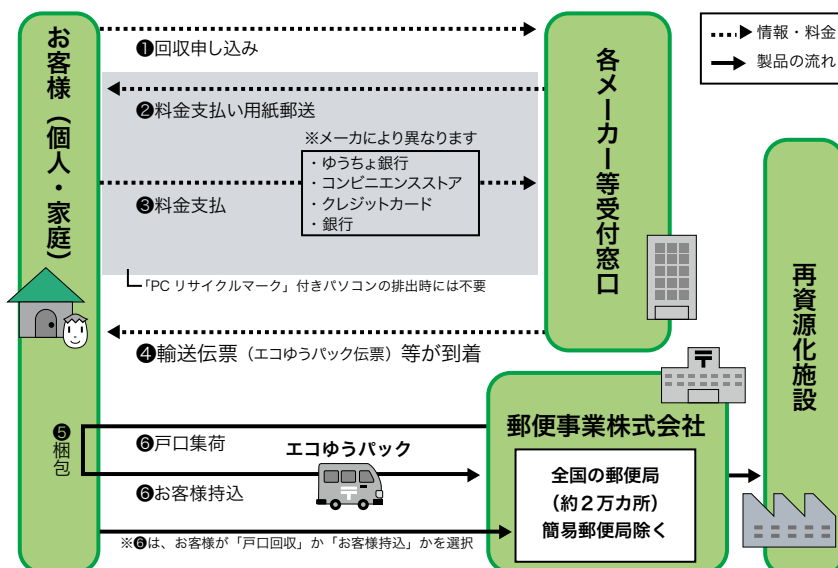 お客様（個人・家庭）
❶回収申し込み
各メーカー等受付窓口
情報・料金
製品の流れ
❷料金支払い用紙郵送
※メーカにより異なります
・ゆうちょ銀行
・コンビニエンスストア
・クレジットカード
・銀行
❸料金支払
「PCリサイクルマーク」付きパソコンの排出時には不要
❹輸送伝票（エコゆうパック伝票）等が到着
再資源化施設
❺梱包
❻戸口集荷
エコゆうパック
❻お客様持込
※❻は、お客様が「戸口回収」か「お客様持込」かを選択
郵便事業株式会社
全国の郵便局
（約２万カ所）
簡易郵便局除く